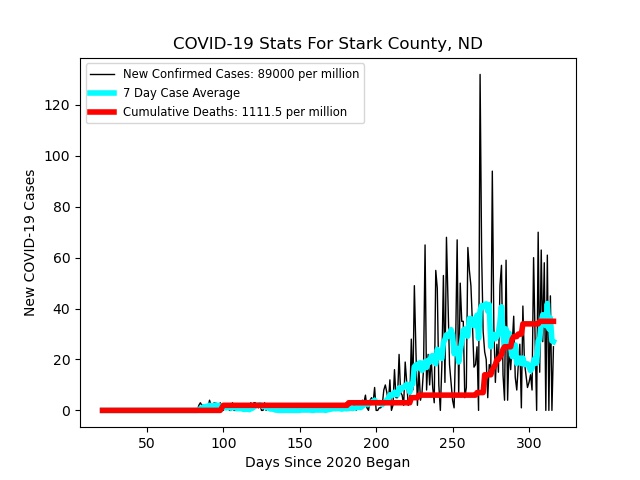 COVID-19 Stats For Stark County, ND
New Confirmed Cases: 89000 per million
7 Day Case Average
Cumulative Deaths: 1111.5 per million
New COVID-19 Cases
120
100
80
60
40
20
0
50 100 150 200 250 300
Days Since 2020 Began